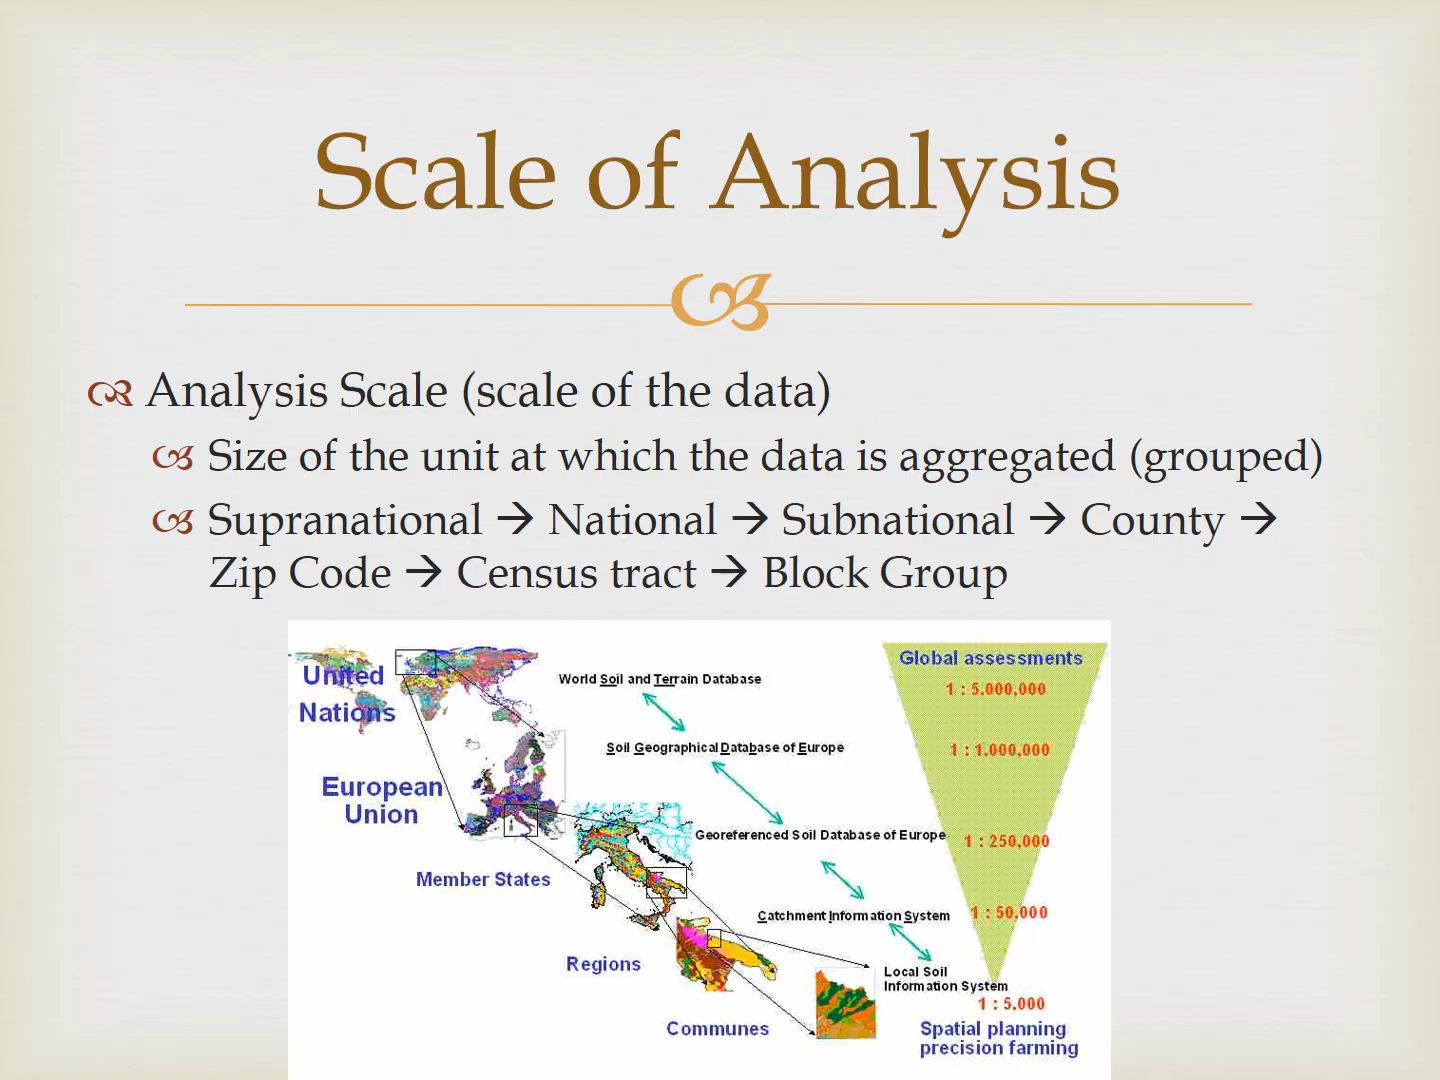 Scale of Analysis
Analysis Scale (scale of the data)
Size of the unit at which the data is aggregated (grouped)
Supranational → National → Subnational → County →
Zip Code → Census tract → Block Group
United
Nations
European
Union
Member States
Regions
Communes
World Soil and Terrain Database
Soil Geographical Database of Europe
Georeferenced Soil Database of Europe
Catchment Information System
Local Soil
Information System
Global assessments
1 : 5.000,000
1 : 1.000,000
1 : 250,000
1 : 50,000
1 : 5,000
Spatial planning
precision farming